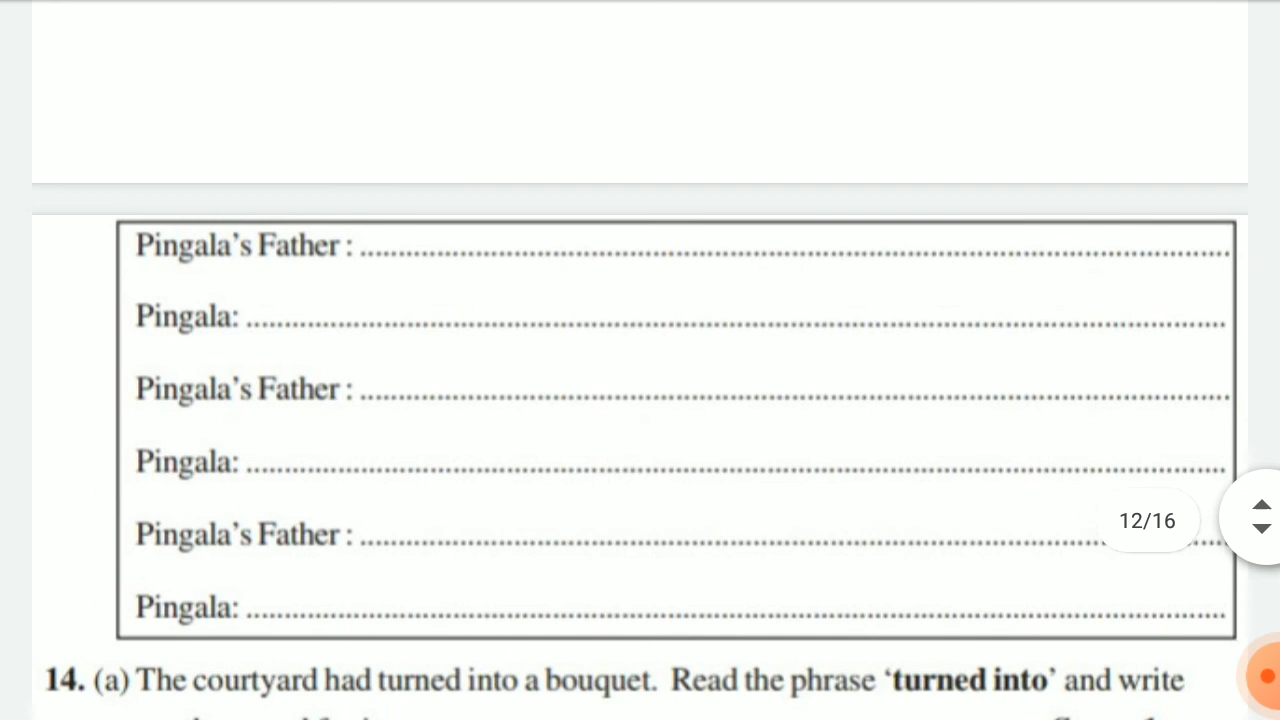 Pingala's Father : ..............................................................................
Pingala: ..............................................................................
Pingala's Father : ..............................................................................
Pingala: ..............................................................................
Pingala's Father : ..............................................................................
12/16
Pingala: ..............................................................................
14. (a) The courtyard had turned into a bouquet. Read the phrase ‘turned into’ and write